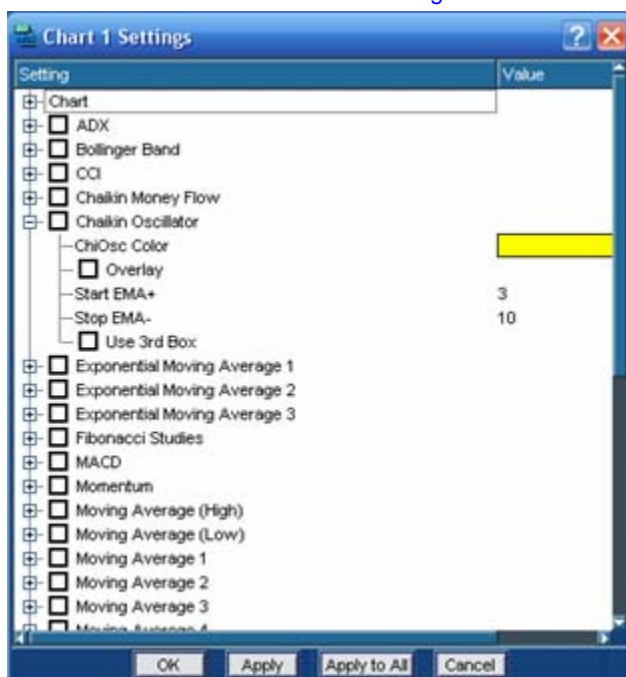 Chart 1 Settings
Setting Value
Chart
ADX
Bollinger Band
CCI
Chaikin Money Flow
Chaikin Oscillator
ChiOsc Color
Overlay
Start EMA+ 3
Stop EMA- 10
Use 3rd Box
Exponential Moving Average 1
Exponential Moving Average 2
Exponential Moving Average 3
Fibonacci Studies
MACD
Momentum
Moving Average (High)
Moving Average (Low)
Moving Average 1
Moving Average 2
Moving Average 3
Moving Average 4
OK Apply Apply to All Cancel